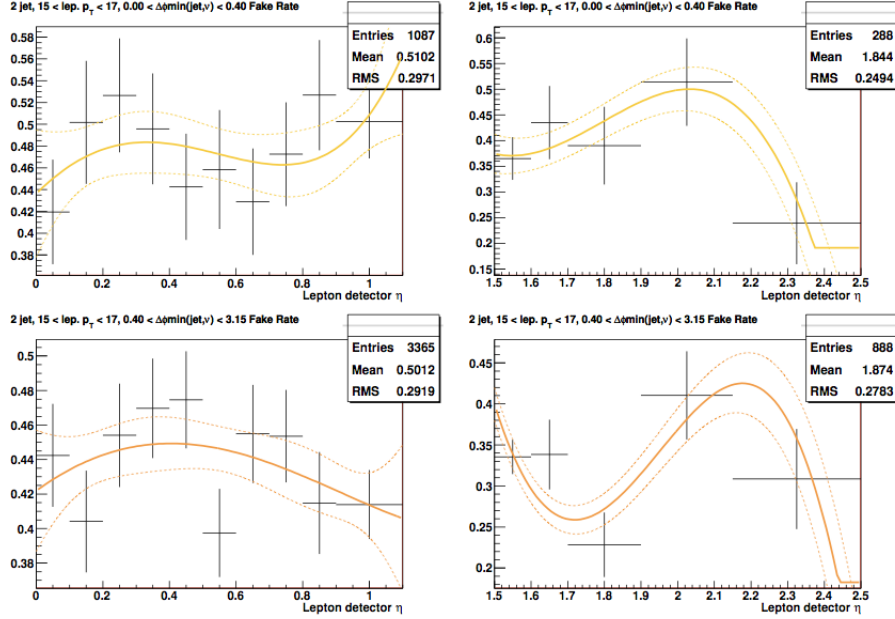 2 jet, 15 < lep. p_T < 17, 0.00 < Δϕmin(jet,ν) < 0.40 Fake Rate
Entries 1087
Mean 0.5102
RMS 0.2971
0.58
0.56
0.54
0.52
0.5
0.48
0.46
0.44
0.42
0.4
0.38
0 0.2 0.4 0.6 0.8 1
Lepton detector η
2 jet, 15 < lep. p_T < 17, 0.00 < Δϕmin(jet,ν) < 0.40 Fake Rate
Entries 288
Mean 1.844
RMS 0.2494
0.6
0.55
0.5
0.45
0.4
0.35
0.3
0.25
0.2
0.15
1.5 1.6 1.7 1.8 1.9 2 2.1 2.2 2.3 2.4 2.5
Lepton detector η
2 jet, 15 < lep. p_T < 17, 0.40 < Δϕmin(jet,ν) < 3.15 Fake Rate
Entries 3365
Mean 0.5012
RMS 0.2919
0.5
0.48
0.46
0.44
0.42
0.4
0.38
0 0.2 0.4 0.6 0.8 1
Lepton detector η
2 jet, 15 < lep. p_T < 17, 0.40 < Δϕmin(jet,ν) < 3.15 Fake Rate
Entries 888
Mean 1.874
RMS 0.2783
0.45
0.4
0.35
0.3
0.25
0.2
1.5 1.6 1.7 1.8 1.9 2 2.1 2.2 2.3 2.4 2.5
Lepton detector η